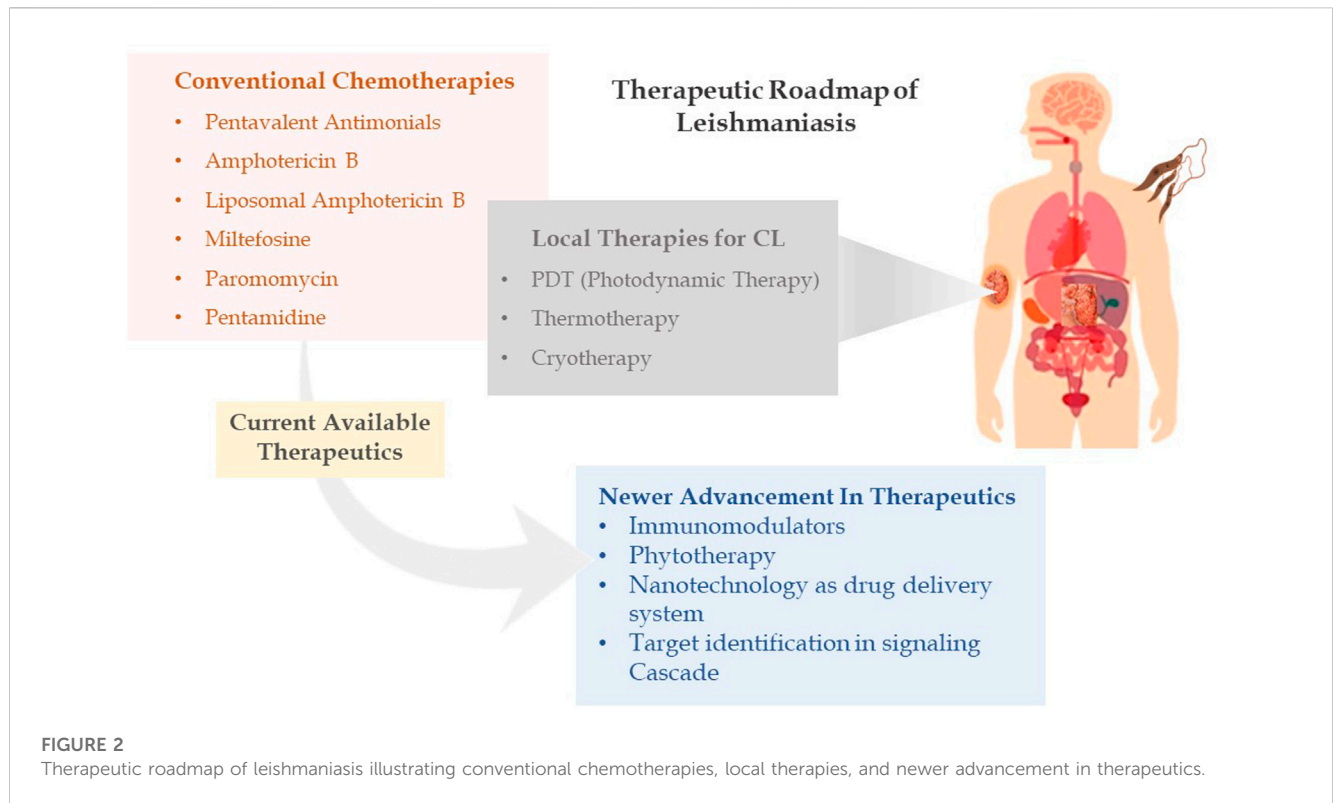 Conventional Chemotherapies
• Pentavalent Antimonials
• Amphotericin B
• Liposomal Amphotericin B
• Miltefosine
• Paromomycin
• Pentamidine
Therapeutic Roadmap of
Leishmaniasis
Local Therapies for CL
• PDT (Photodynamic Therapy)
• Thermotherapy
• Cryotherapy
Current Available
Therapeutics
Newer Advancement In Therapeutics
• Immunomodulators
• Phytotherapy
• Nanotechnology as drug delivery
system
• Target identification in signaling
Cascade
FIGURE 2
Therapeutic roadmap of leishmaniasis illustrating conventional chemotherapies, local therapies, and newer advancement in therapeutics.